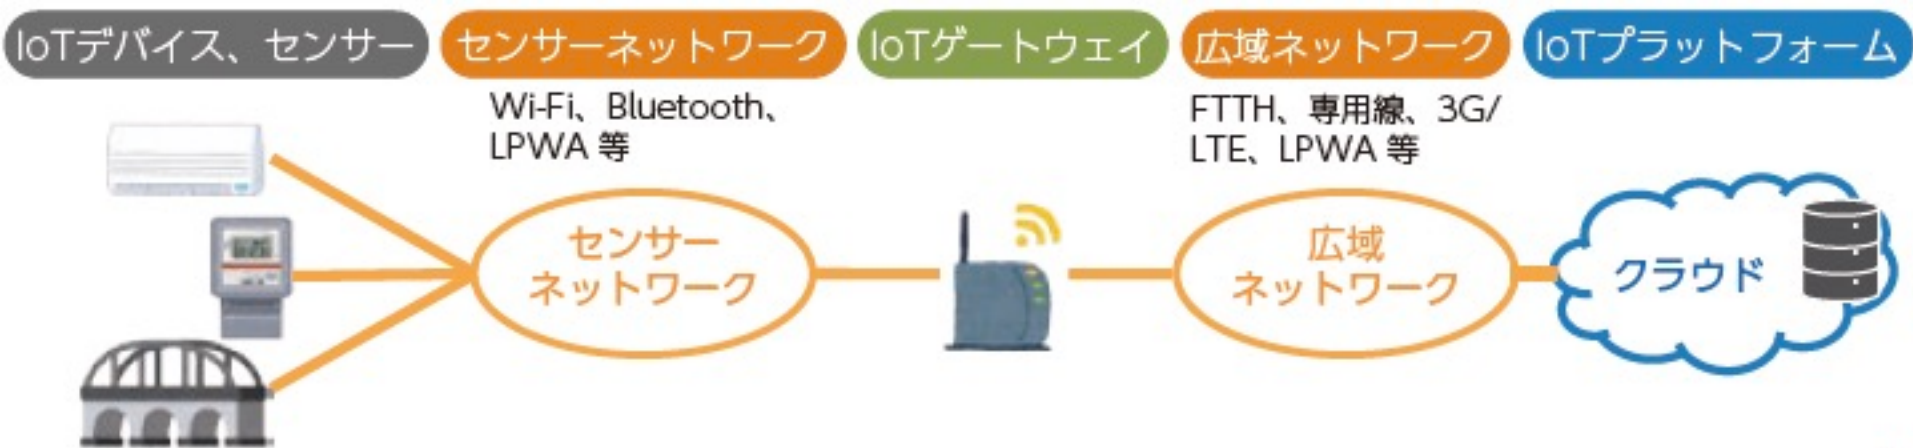 IoTデバイス、センサー
センサーネットワーク
IoTゲートウェイ
広域ネットワーク
IoTプラットフォーム
Wi-Fi、Bluetooth、
LPWA 等
FTTH、専用線、3G/
LTE、LPWA 等
センサー
ネットワーク
広域
ネットワーク
クラウド